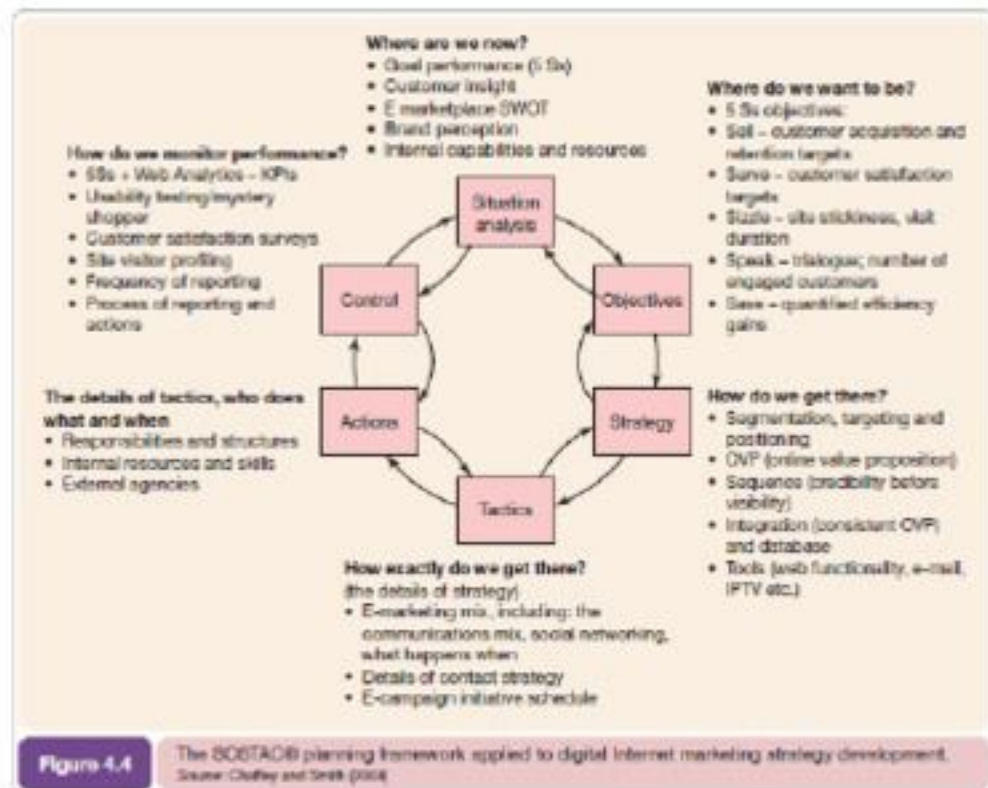 Where are we now?
• Goal performance (5 Ss)
• Customer insight
• E marketplace SWOT
• Brand perception
• Internal capabilities and resources
Where do we want to be?
• 5 Ss objectives:
• Sell – customer acquisition and
retention targets
• Serve – customer satisfaction
targets
• Sizzle – site stickiness, visit
duration
• Speak – trialogue; number of
engaged customers
• Save – quantified efficiency
gains
How do we monitor performance?
• 5Ss + Web Analytics – KPIs
• Usability testing/mystery
shopper
• Customer satisfaction surveys
• Site visitor profiling
• Frequency of reporting
• Process of reporting and
actions
Situation
analysis
Control
Objectives
The details of tactics, who does
what and when
• Responsibilities and structures
• Internal resources and skills
• External agencies
Actions
Strategy
Tactics
How do we get there?
• Segmentation, targeting and
positioning
• OVP (online value proposition)
• Sequence (credibility before
visibility)
• Integration (consistent OVP)
and database
• Tools (web functionality, e-mail,
IPTV etc.)
How exactly do we get there?
(the details of strategy)
• E-marketing mix, including: the
communications mix, social networking,
what happens when
• Details of contact strategy
• E-campaign initiative schedule
Figure 4.4
The SOSTAC® planning framework applied to digital Internet marketing strategy development.
Source: Chaffey and Smith